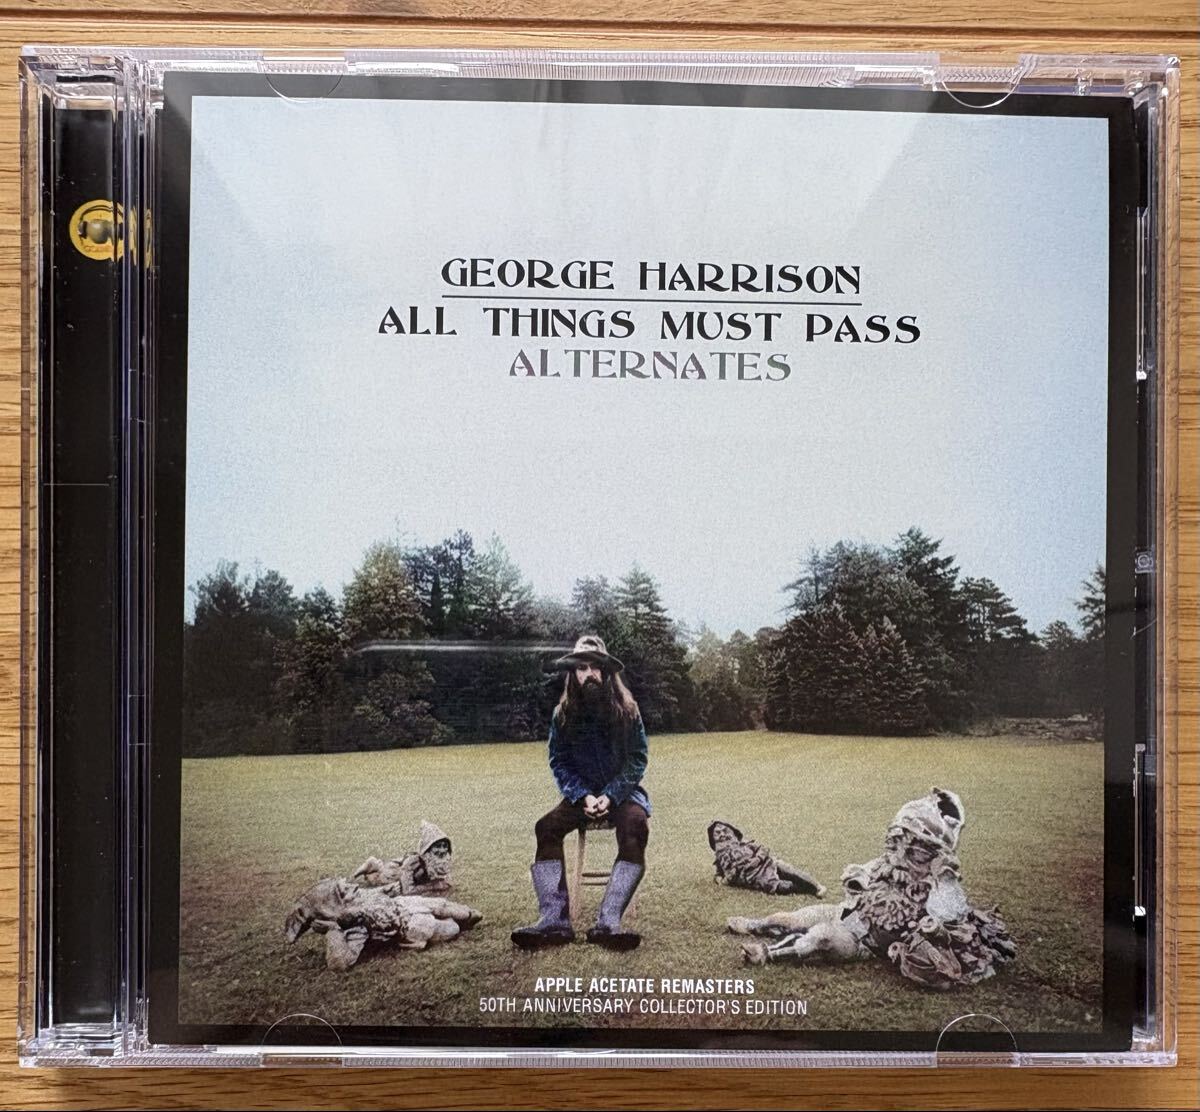 GEORGE HARRISON
ALL THINGS MUST PASS
ALTERNATES
APPLE ACETATE REMASTERS
50TH ANNIVERSARY COLLECTOR'S EDITION